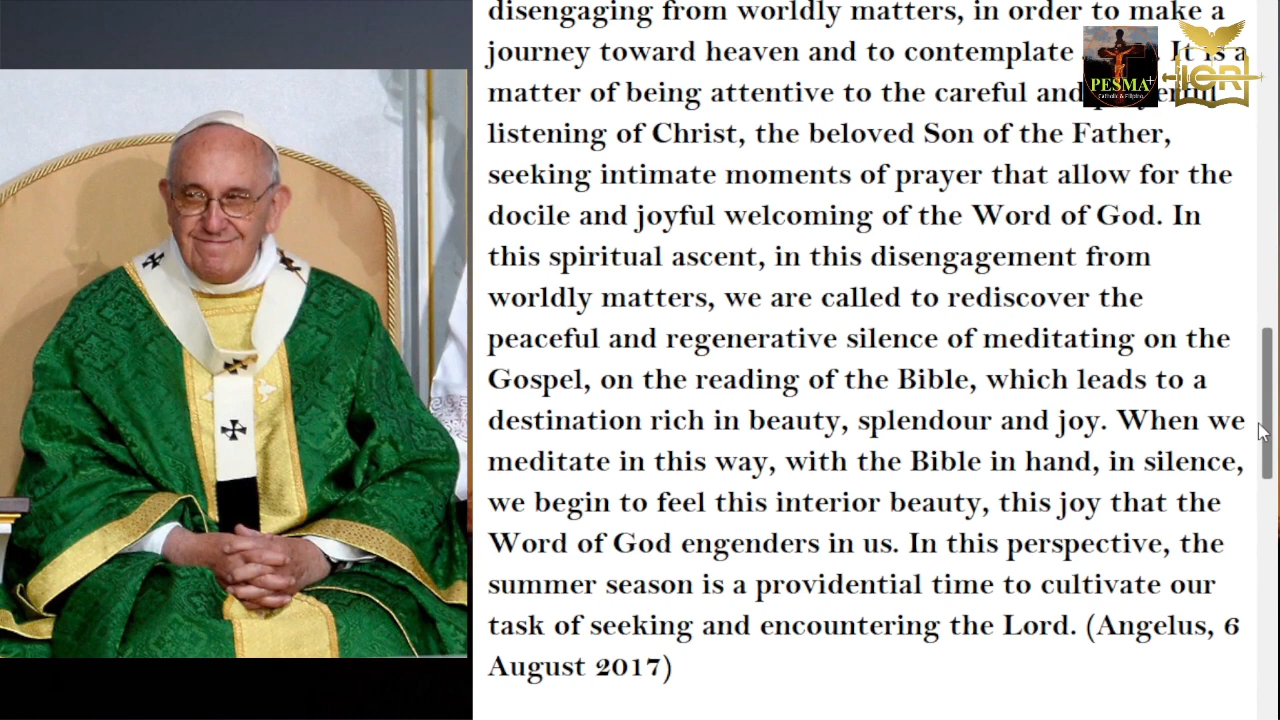 disengaging from worldly matters, in order to make a
journey toward heaven and to contemplate It is a
matter of being attentive to the careful and
listening of Christ, the beloved Son of the Father,
seeking intimate moments of prayer that allow for the
docile and joyful welcoming of the Word of God. In
this spiritual ascent, in this disengagement from
worldly matters, we are called to rediscover the
peaceful and regenerative silence of meditating on the
Gospel, on the reading of the Bible, which leads to a
destination rich in beauty, splendour and joy. When we
meditate in this way, with the Bible in hand, in silence,
we begin to feel this interior beauty, this joy that the
Word of God engenders in us. In this perspective, the
summer season is a providential time to cultivate our
task of seeking and encountering the Lord. (Angelus, 6
August 2017)
PESMA+
Catholic & Filipino
ICR